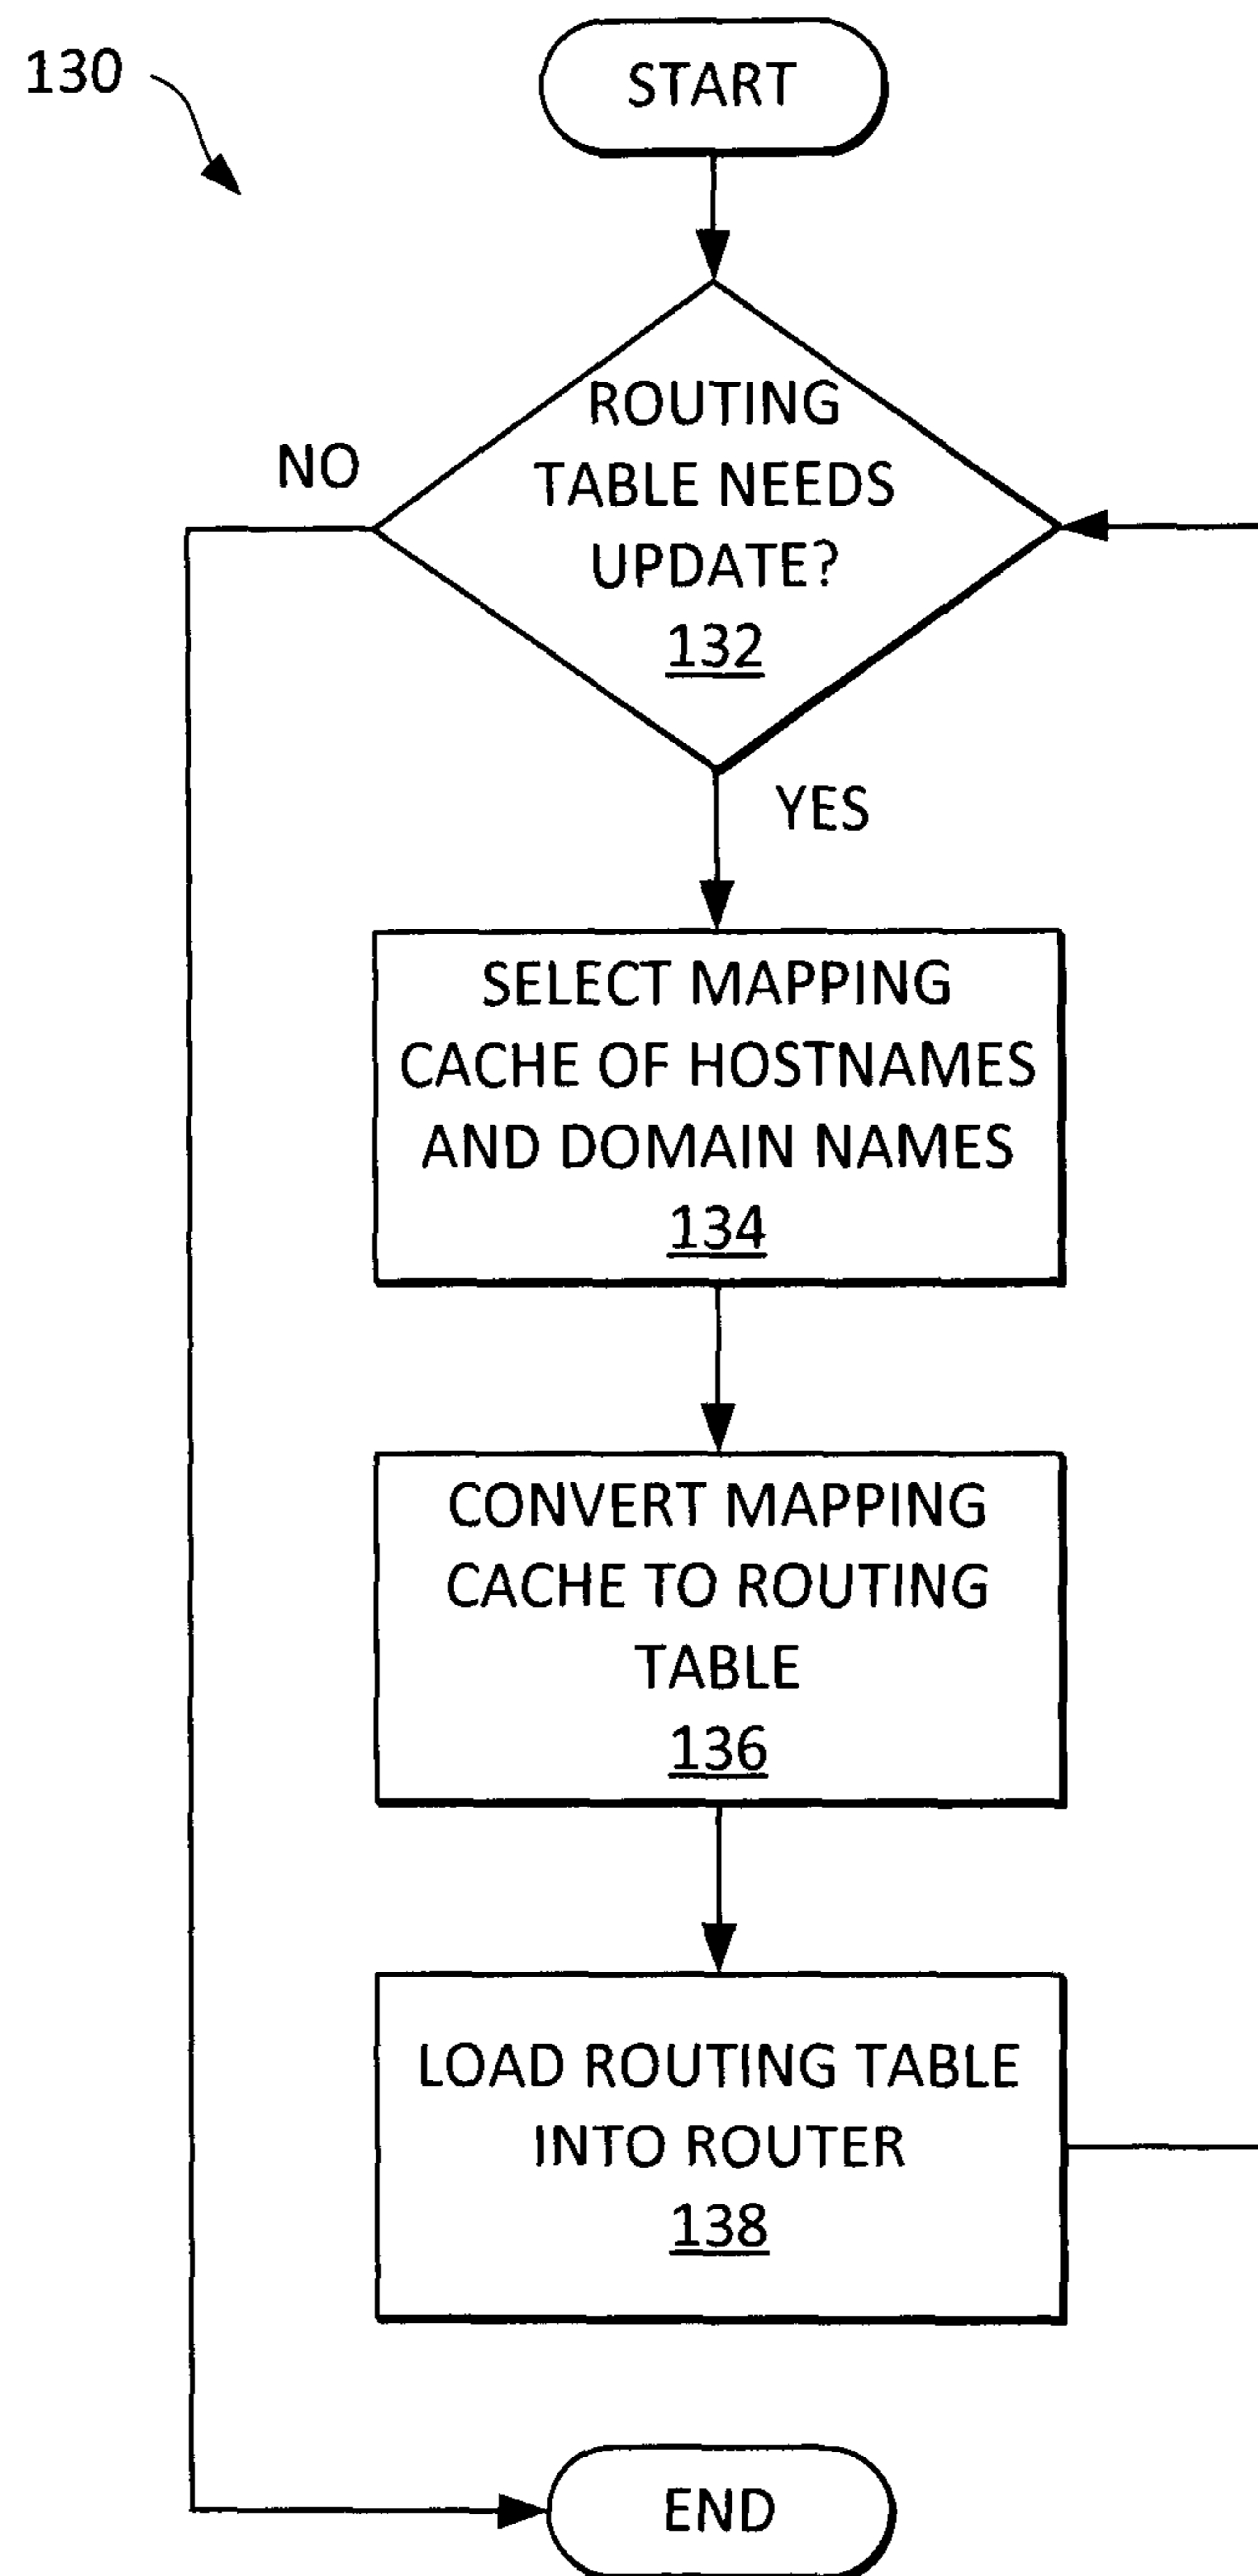 130
START
ROUTING
TABLE NEEDS
UPDATE?
132
NO
YES
SELECT MAPPING
CACHE OF HOSTNAMES
AND DOMAIN NAMES
134
CONVERT MAPPING
CACHE TO ROUTING
TABLE
136
LOAD ROUTING TABLE
INTO ROUTER
138
END